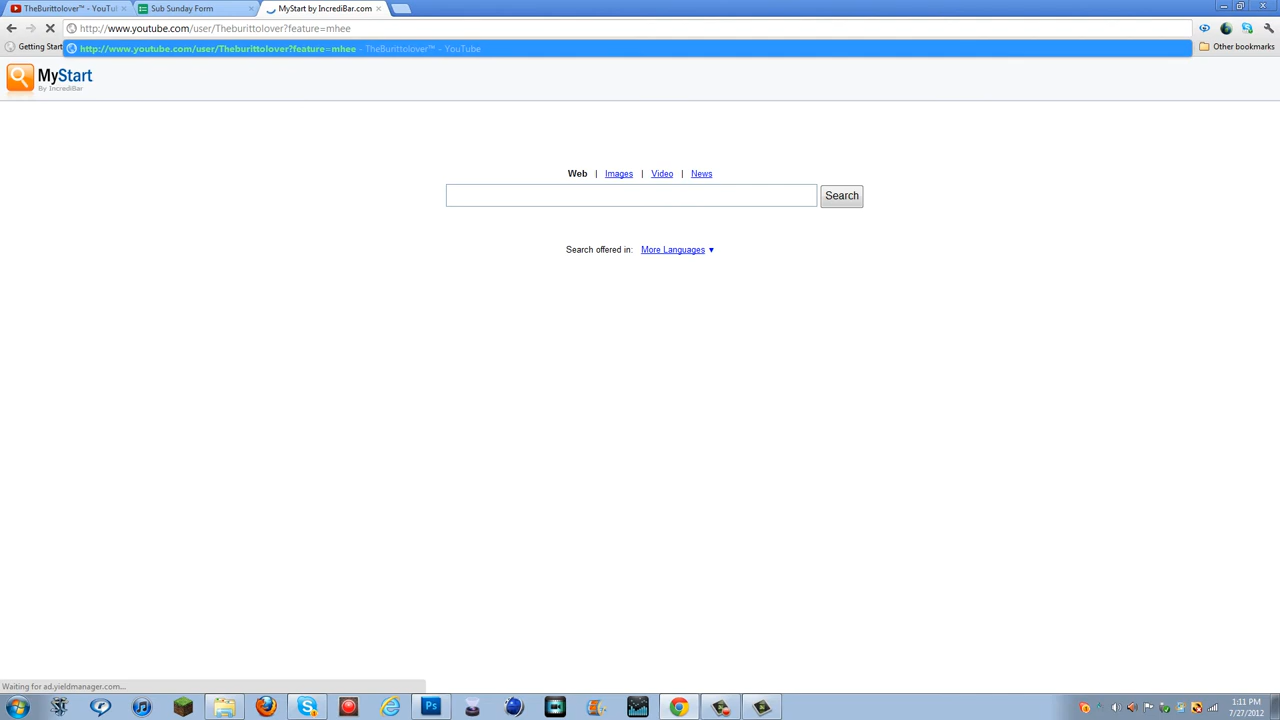 TheBurittolover™ - YouTu
Sub Sunday Form
MyStart by IncrediBar.com
http://www.youtube.com/user/Theburittolover?feature=mhee
Getting Start
http://www.youtube.com/user/Theburittolover?feature=mhee - TheBurittolover™ - YouTube
Other bookmarks
MyStart
By IncrediBar
Web | Images | Video | News
Search
Search offered in: More Languages ▼
Waiting for ad.yieldmanager.com...
Ps
1:11 PM
7/27/2012